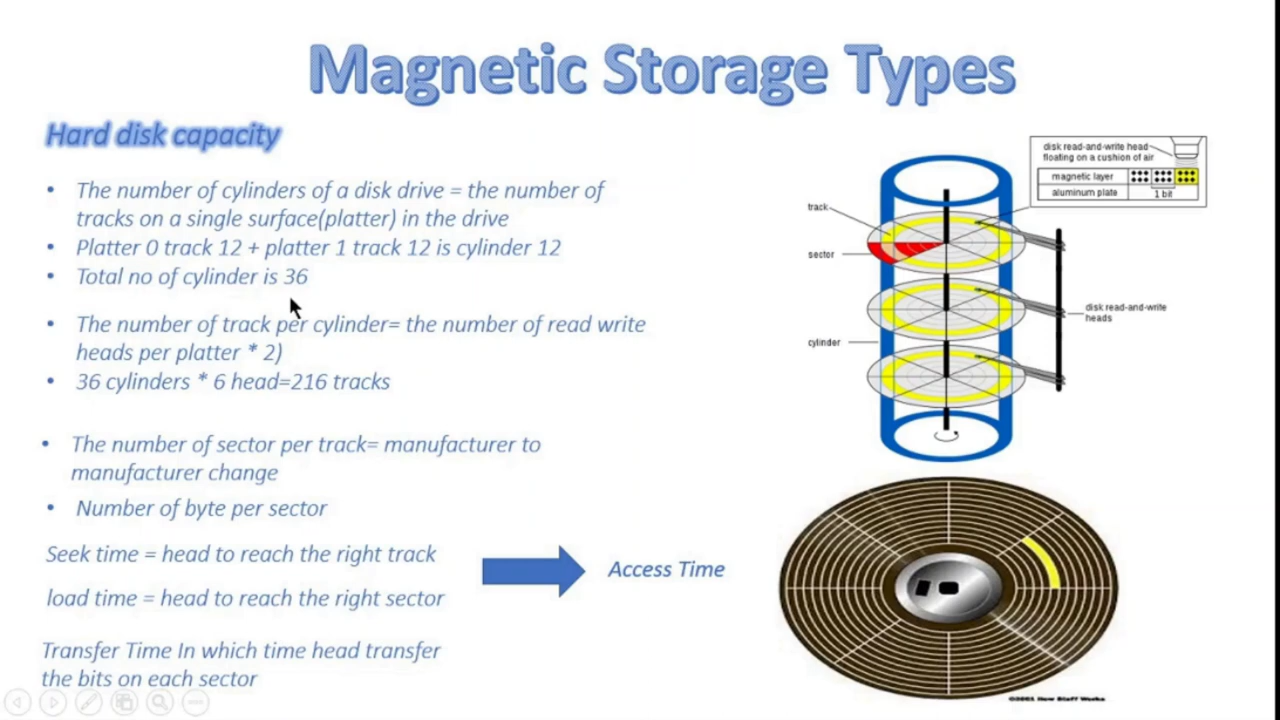 Magnetic Storage Types
Hard disk capacity
• The number of cylinders of a disk drive = the number of
tracks on a single surface(platter) in the drive
• Platter 0 track 12 + platter 1 track 12 is cylinder 12
• Total no of cylinder is 36
• The number of track per cylinder= the number of read write
heads per platter * 2)
• 36 cylinders * 6 head=216 tracks
• The number of sector per track= manufacturer to
manufacturer change
• Number of byte per sector
Seek time = head to reach the right track
load time = head to reach the right sector
Access Time
Transfer Time In which time head transfer
the bits on each sector
disk read-and-write head
floating on a cushion of air
magnetic layer
aluminum plate
1 bit
track
sector
cylinder
disk read-and-write
heads
©2001 How Stuff Works